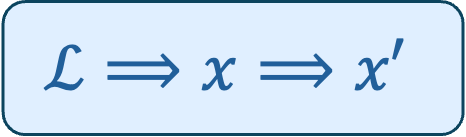 ℒ ⟹ x ⟹ x′